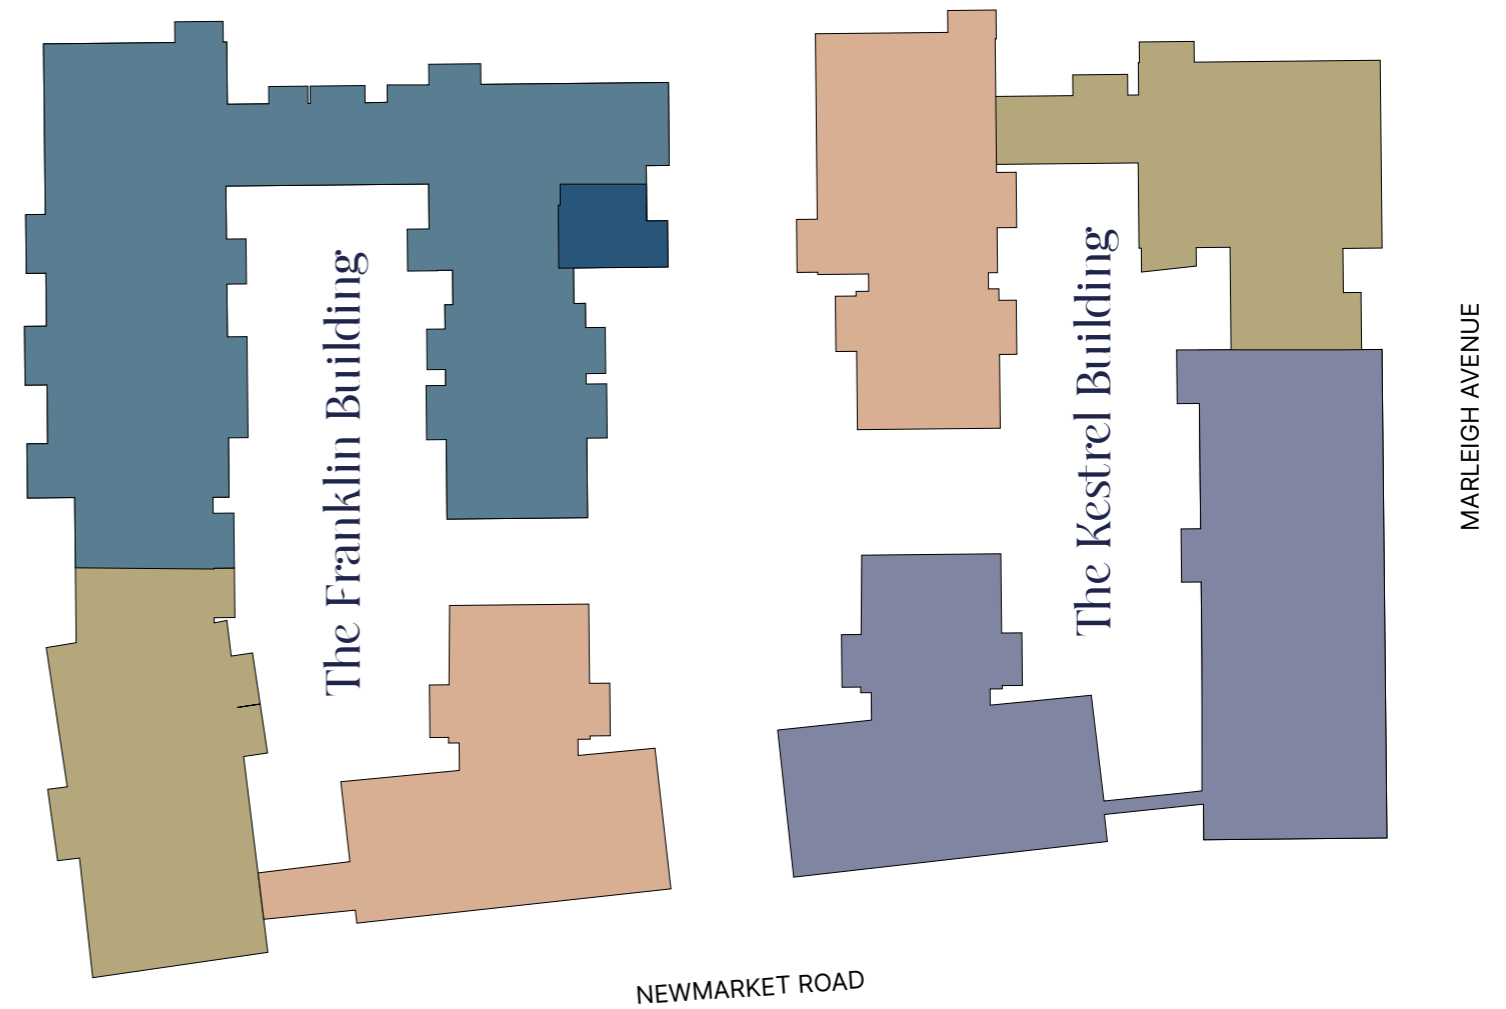 The Franklin Building
The Kestrel Building
MARLEIGH AVENUE
NEWMARKET ROAD